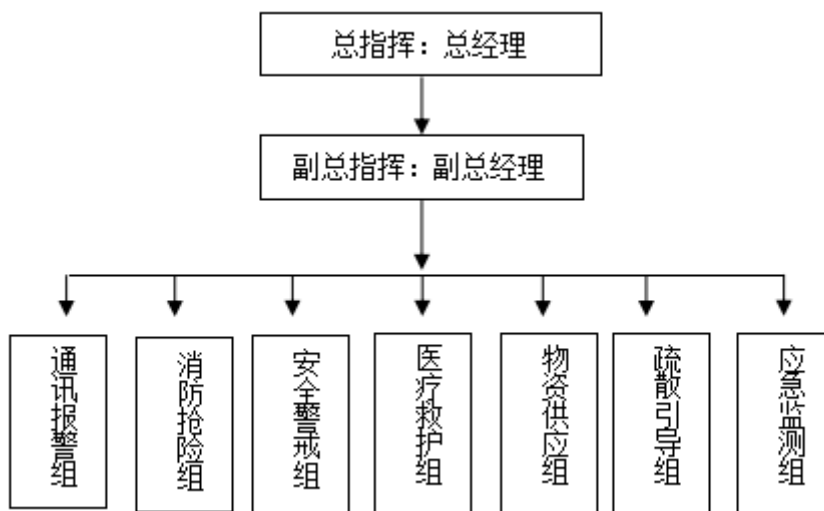 总指挥：总经理
副总指挥：副总经理
通讯报警组
消防抢险组
安全警戒组
医疗救护组
物资供应组
疏散引导组
应急监测组